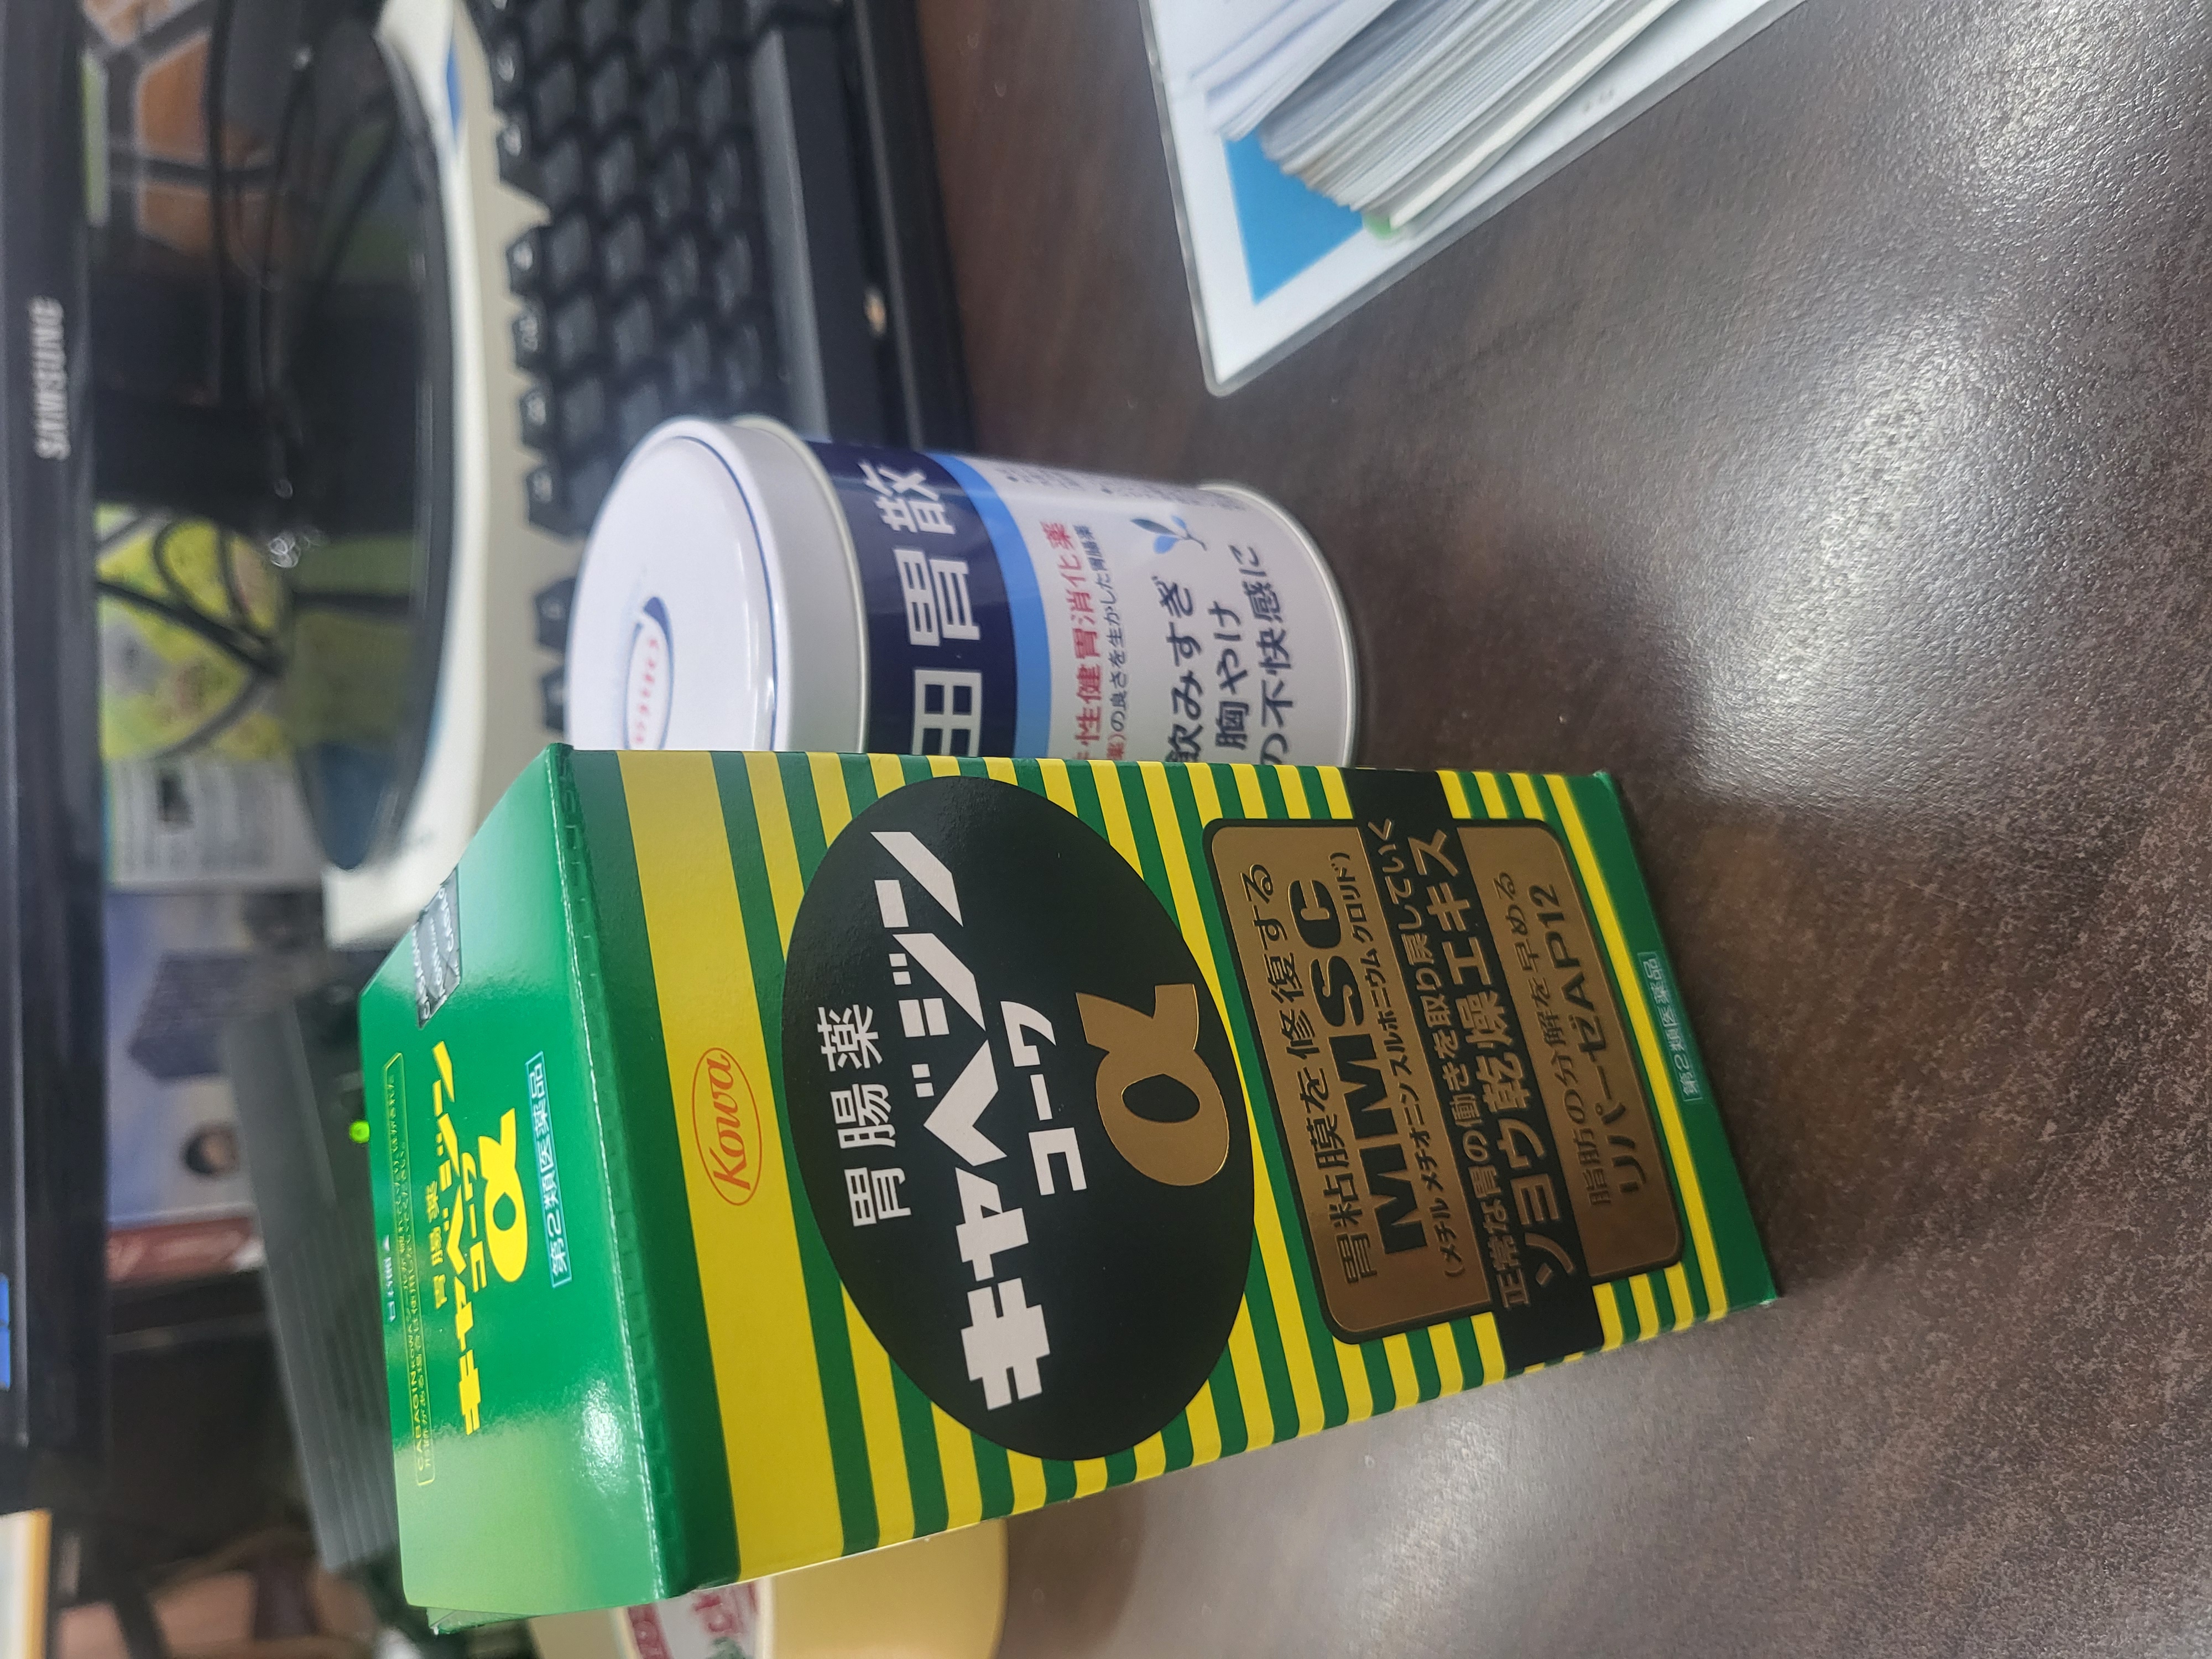 SAMSUNG
胃腸薬
キャベジン
コーワ
α
第2類医薬品
Kowa
胃腸薬
キャベジン
コーワ
α
胃粘膜を修復する
MMSC
(メチルメチオニンスルホニウムクロリド)
正常な胃の働きを取り戻していく
ソヨウ乾燥エキス
脂肪の分解を早める
リパーゼAP12
第2類医薬品
田胃散
性健胃消化薬
薬)の良さを生かした胃腸薬
飲みすぎ
胸やけ
の不快感に